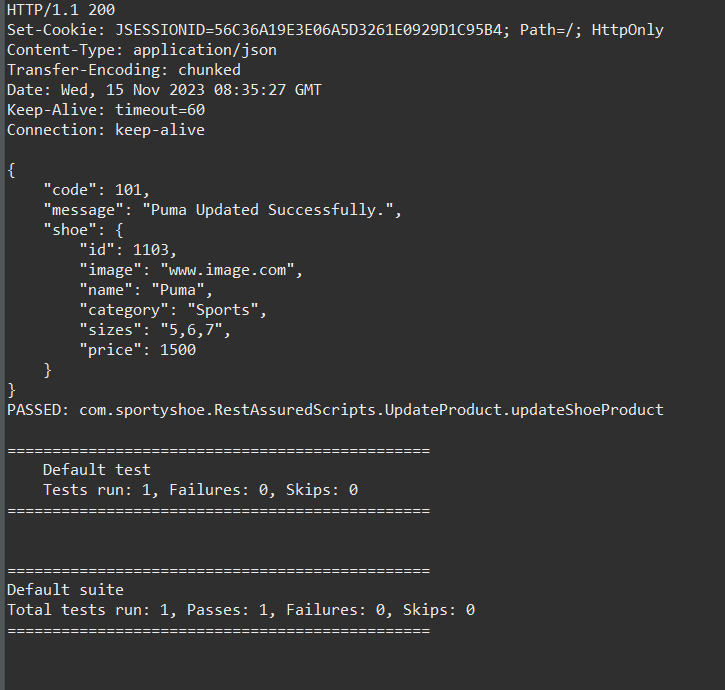 HTTP/1.1 200
Set-Cookie: JSESSIONID=56C36A19E3E06A5D3261E0929D1C95B4; Path=/; HttpOnly
Content-Type: application/json
Transfer-Encoding: chunked
Date: Wed, 15 Nov 2023 08:35:27 GMT
Keep-Alive: timeout=60
Connection: keep-alive

{
    "code": 101,
    "message": "Puma Updated Successfully.",
    "shoe": {
        "id": 1103,
        "image": "www.image.com",
        "name": "Puma",
        "category": "Sports",
        "sizes": "5,6,7",
        "price": 1500
    }
}
PASSED: com.sportyshoe.RestAssuredScripts.UpdateProduct.updateShoeProduct

===============================================
    Default test
    Tests run: 1, Failures: 0, Skips: 0
===============================================


===============================================
Default suite
Total tests run: 1, Passes: 1, Failures: 0, Skips: 0
===============================================